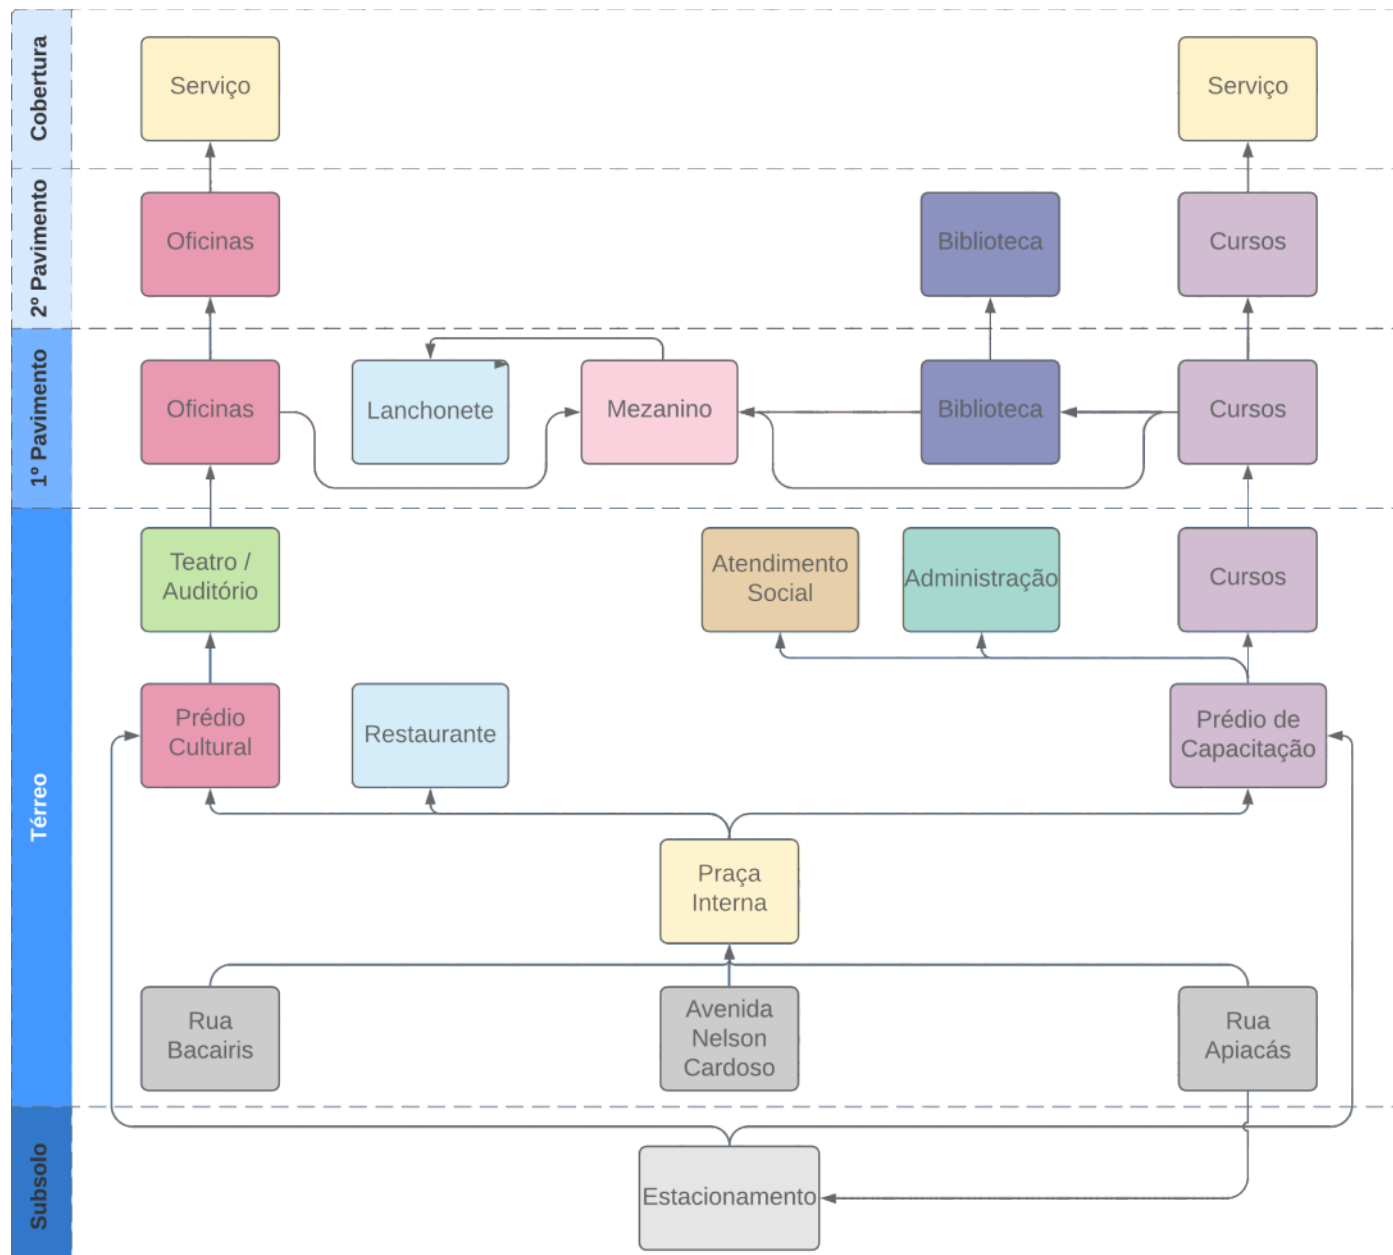 Cobertura
Serviço
Serviço
2º Pavimento
Oficinas
Biblioteca
Cursos
1º Pavimento
Oficinas
Lanchonete
Mezanino
Biblioteca
Cursos
Térreo
Teatro /
Auditório
Atendimento
Social
Administração
Cursos
Prédio
Cultural
Restaurante
Prédio de
Capacitação
Praça
Interna
Rua
Bacairis
Avenida
Nelson
Cardoso
Rua
Apiacás
Subsolo
Estacionamento